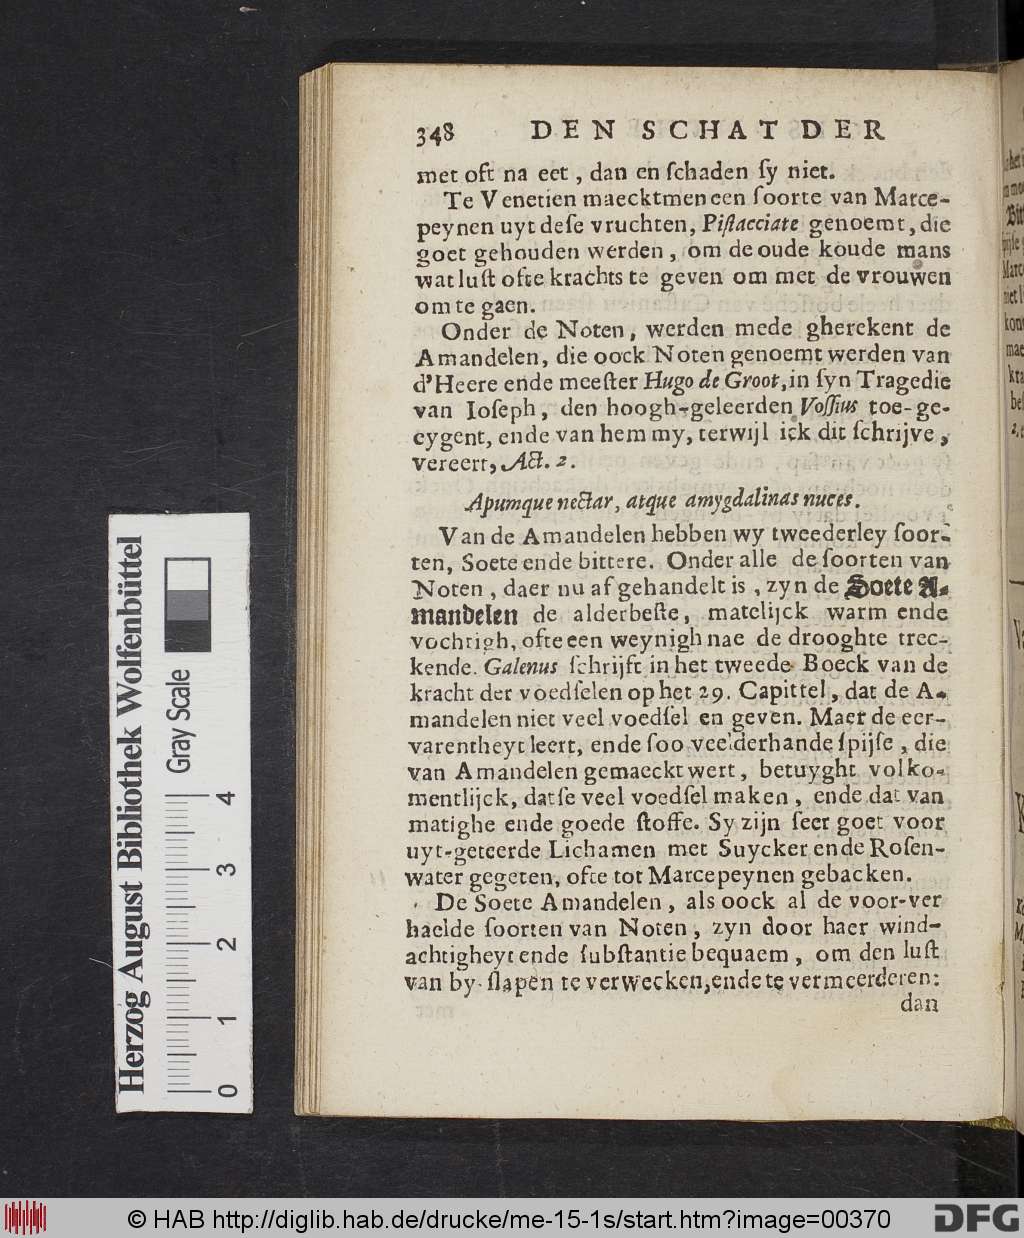 348 DEN SCHAT DER
met oft na eet, dan en ſchaden ſy niet.
Te Venetien maecktmen een ſoorte van Marce-
peynen uyt deſe vruchten, Piſtacciate genoemt, die
goet gehouden werden, om de oude koude mans
wat luſt ofte krachts te geven om met de vrouwen
om te gaen.
Onder de Noten, werden mede gherekent de
Amandelen, die oock Noten genoemt werden van
d'Heere ende meeſter Hugo de Groot, in ſyn Tragedie
van Ioſeph, den hoogh-geleerden Voſſius toe-ge-
eygent, ende van hem my, terwijl ick dit ſchrijve,
vereert, Act. 2.
Apumque nectar, atque amygdalinas nuces.
Van de Amandelen hebben wy tweederley ſoor-
ten, Soete ende bittere. Onder alle de ſoorten van
Noten, daer nu af gehandelt is, zyn de Soete A-
mandelen de alderbeſte, matelijck warm ende
vochtigh, ofte een weynigh nae de drooghte trec-
kende. Galenus ſchrijft in het tweede Boeck van de
kracht der voedſelen op het 29. Capittel, dat de A-
mandelen niet veel voedſel en geven. Maer de eer-
varentheyt leert, ende ſoo veelderhande ſpijſe, die
van Amandelen gemaeckt wert, betuyght volko-
mentlijck, datſe veel voedſel maken, ende dat van
matighe ende goede ſtoffe. Sy zijn ſeer goet voor
uyt-geteerde Lichamen met Suycker ende Roſen-
water gegeten, ofte tot Marcepeynen gebacken.
De Soete Amandelen, als oock al de voor-ver
haelde ſoorten van Noten, zyn door haer wind-
achtigheyt ende ſubſtantie bequaem, om den luſt
van by-ſlapen te verwecken, ende te vermeerderen:
dan
Herzog August Bibliothek Wolfenbüttel
Gray Scale
0 1 2 3 4
© HAB http://diglib.hab.de/drucke/me-15-1s/start.htm?image=00370
DFG